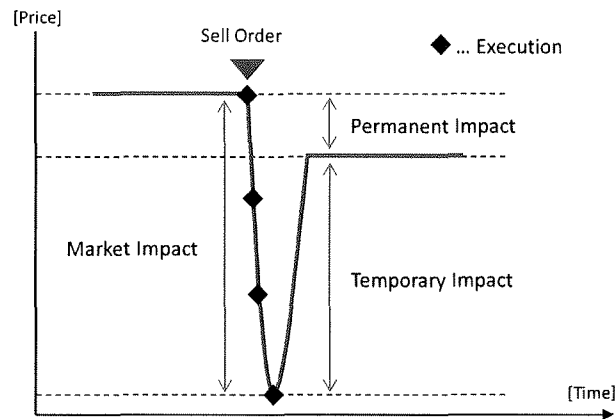 [Price]
Sell Order
... Execution
Permanent Impact
Market Impact
Temporary Impact
[Time]